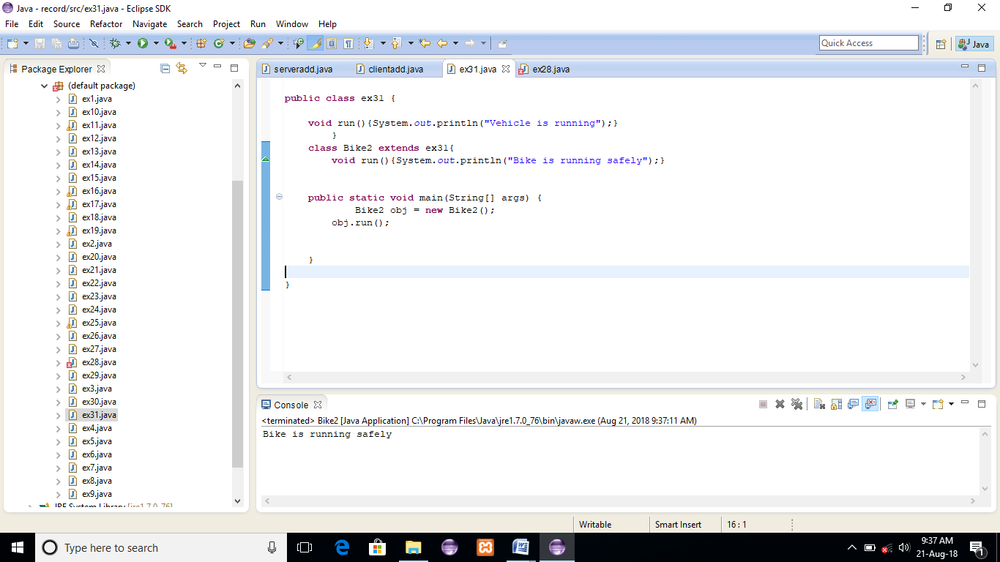 Java - record/src/ex31.java - Eclipse SDK
File Edit Source Refactor Navigate Search Project Run Window Help
Quick Access
Java
Package Explorer
serveradd.java
clientadd.java
ex31.java
ex28.java
(default package)
ex1.java
ex10.java
ex11.java
ex12.java
ex13.java
ex14.java
ex15.java
ex16.java
ex17.java
ex18.java
ex19.java
ex2.java
ex20.java
ex21.java
ex22.java
ex23.java
ex24.java
ex25.java
ex26.java
ex27.java
ex28.java
ex29.java
ex3.java
ex30.java
ex31.java
ex4.java
ex5.java
ex6.java
ex7.java
ex8.java
ex9.java
JRE System Library [jre1.7.0_76]
public class ex31 {
void run(){System.out.println("Vehicle is running");}
}
class Bike2 extends ex31{
void run(){System.out.println("Bike is running safely");}
public static void main(String[] args) {
Bike2 obj = new Bike2();
obj.run();
}
}
Console
<terminated> Bike2 [Java Application] C:\Program Files\Java\jre1.7.0_76\bin\javaw.exe (Aug 21, 2018 9:37:11 AM)
Bike is running safely
Writable
Smart Insert
16 : 1
Type here to search
9:37 AM
21-Aug-18
1